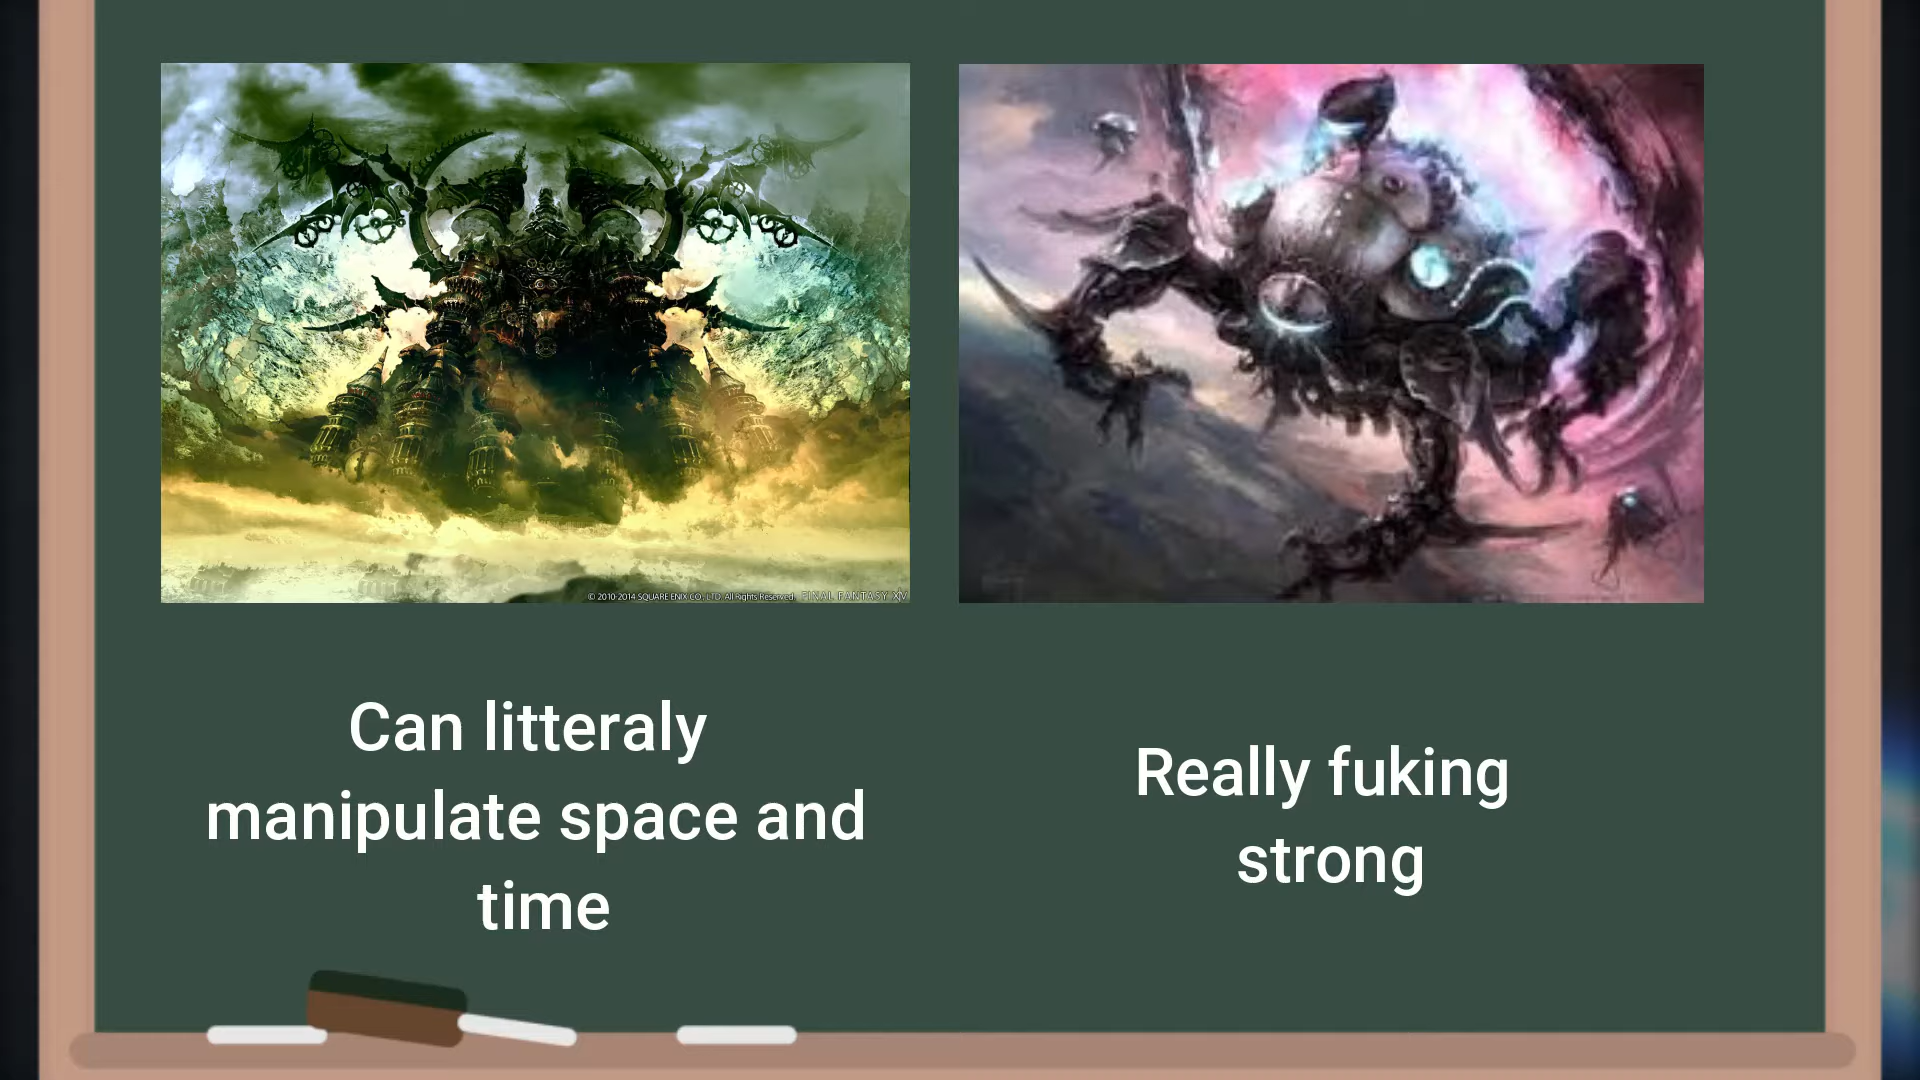 © 2010-2014 SQUARE ENIX CO., LTD. All Rights Reserved. FINAL FANTASY XIV
Can litteraly
manipulate space and
time
Really fuking
strong